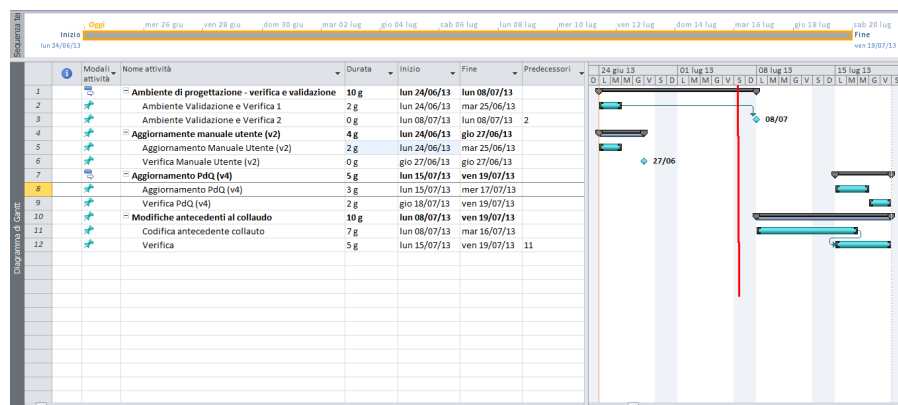 Sequenza te
Oggi mer 26 giu ven 28 giu dom 30 giu mar 02 lug gio 04 lug sab 06 lug lun 08 lug mer 10 lug ven 12 lug dom 14 lug mar 16 lug gio 18 lug sab 20 lug
Inizio Fine
lun 24/06/13 ven 19/07/13
Diagramma di Gantt
Modali attività Nome attività Durata Inizio Fine Predecessori
24 giu 13 01 lug 13 08 lug 13 15 lug 13
D L M M G V S D L M M G V S D L M M G V S D L M M G V S
1 Ambiente di progettazione - verifica e validazione 10 g lun 24/06/13 lun 08/07/13
2 Ambiente Validazione e Verifica 1 2 g lun 24/06/13 mar 25/06/13
3 Ambiente Validazione e Verifica 2 0 g lun 08/07/13 lun 08/07/13 2 08/07
4 Aggiornamente manuale utente (v2) 4 g lun 24/06/13 gio 27/06/13
5 Aggiornamento Manuale Utente (v2) 2 g lun 24/06/13 mar 25/06/13
6 Verifica Manuale Utente (v2) 0 g gio 27/06/13 gio 27/06/13 27/06
7 Aggiornamento PdQ (v4) 5 g lun 15/07/13 ven 19/07/13
8 Aggiornamento PdQ (v4) 3 g lun 15/07/13 mer 17/07/13
9 Verifica PdQ (v4) 2 g gio 18/07/13 ven 19/07/13
10 Modifiche antecedenti al collaudo 10 g lun 08/07/13 ven 19/07/13
11 Codifica antecedente collauto 7 g lun 08/07/13 mar 16/07/13
12 Verifica 5 g lun 15/07/13 ven 19/07/13 11